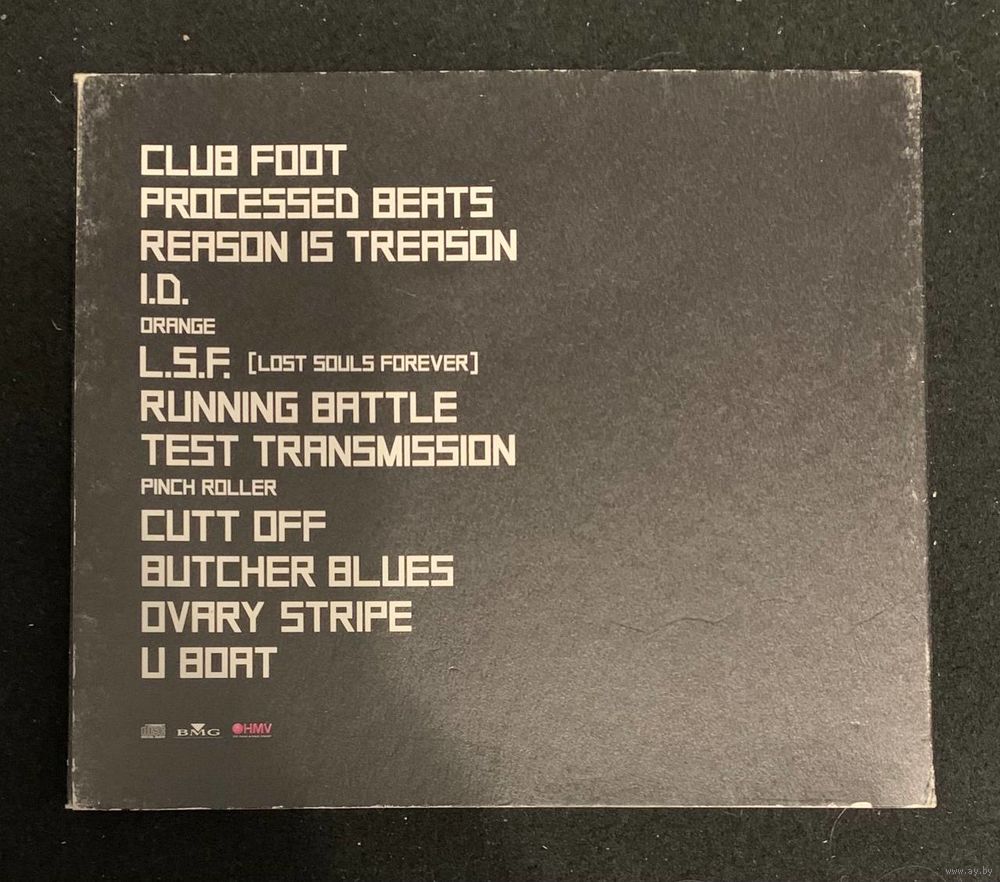 CLUB FOOT
PROCESSED BEATS
REASON IS TREASON
I.D.
ORANGE
L.S.F. [LOST SOULS FOREVER]
RUNNING BATTLE
TEST TRANSMISSION
PINCH ROLLER
CUTT OFF
BUTCHER BLUES
OVARY STRIPE
U BOAT
BMG HMV
www.ay.by